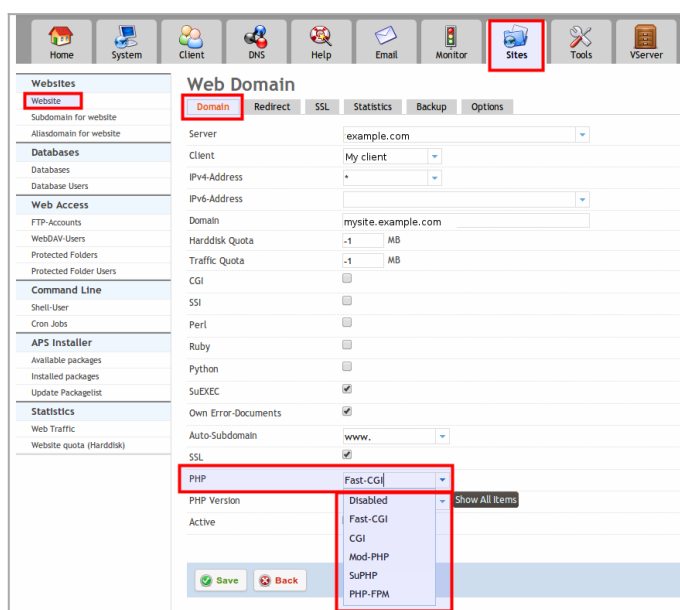 Home System Client DNS Help Email Monitor Sites Tools VServer
Websites
Website
Subdomain for website
Aliasdomain for website
Databases
Databases
Database Users
Web Access
FTP-Accounts
WebDAV-Users
Protected Folders
Protected Folder Users
Command Line
Shell-User
Cron Jobs
APS Installer
Available packages
Installed packages
Update Packagelist
Statistics
Web Traffic
Website quota (Harddisk)
Web Domain
Domain Redirect SSL Statistics Backup Options
Server example.com
Client My client
IPv4-Address *
IPv6-Address
Domain mysite.example.com
Harddisk Quota -1 MB
Traffic Quota -1 MB
CGI
SSI
Perl
Ruby
Python
SuEXEC
Own Error-Documents
Auto-Subdomain www.
SSL
PHP Fast-CGI
PHP Version Show All Items
Active
Disabled
Fast-CGI
CGI
Mod-PHP
SuPHP
PHP-FPM
Save Back